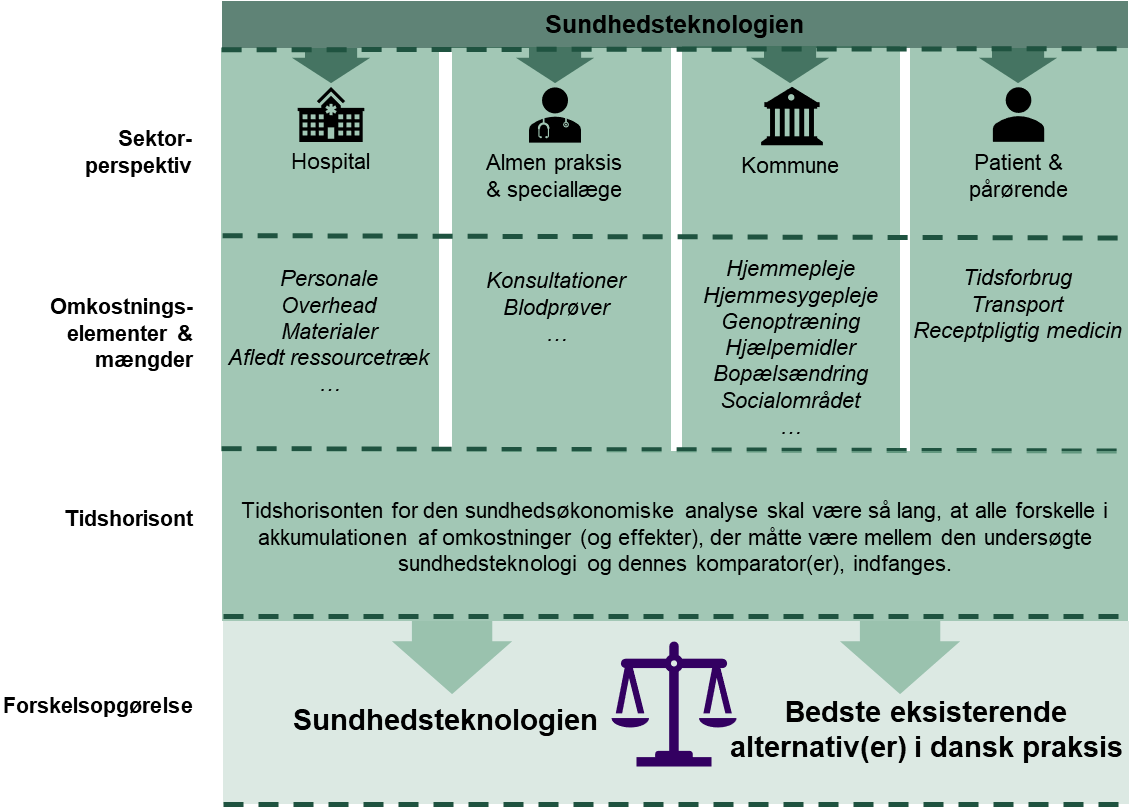 Sundhedsteknologien
Sektor-
perspektiv
Hospital
Almen praksis
& speciallæge
Kommune
Patient &
pårørende
Omkostnings-
elementer &
mængder
Personale
Overhead
Materialer
Afledt ressourcetræk
…
Konsultationer
Blodprøver
…
Hjemmepleje
Hjemmesygepleje
Genoptræning
Hjælpemidler
Bopælsændring
Socialområdet
…
Tidsforbrug
Transport
Receptpligtig medicin
Tidshorisont
Tidshorisonten for den sundhedsøkonomiske analyse skal være så lang, at alle forskelle i
akkumulationen af omkostninger (og effekter), der måtte være mellem den undersøgte
sundhedsteknologi og dennes komparator(er), indfanges.
Forskelsopgørelse
Sundhedsteknologien
Bedste eksisterende
alternativ(er) i dansk praksis